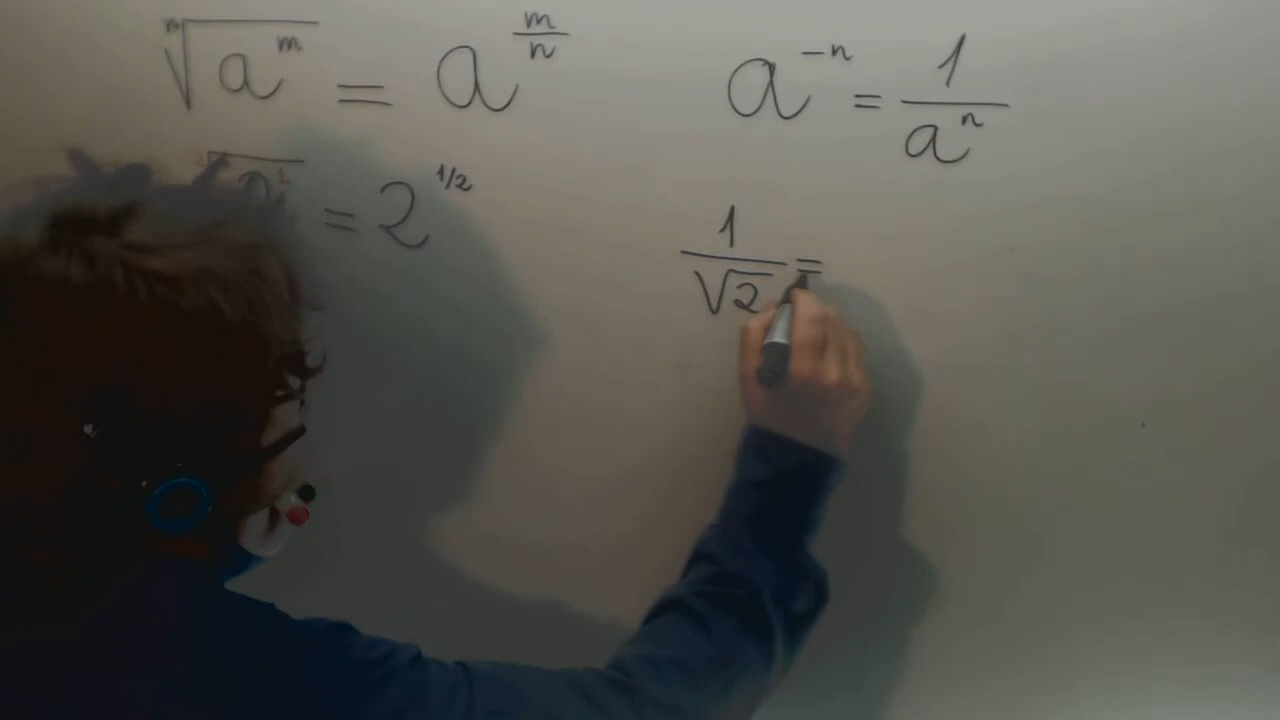 ⁿ√aᵐ = a^(m/n)
a⁻ⁿ = 1/aⁿ
= 2^(1/2)
1/√2 =